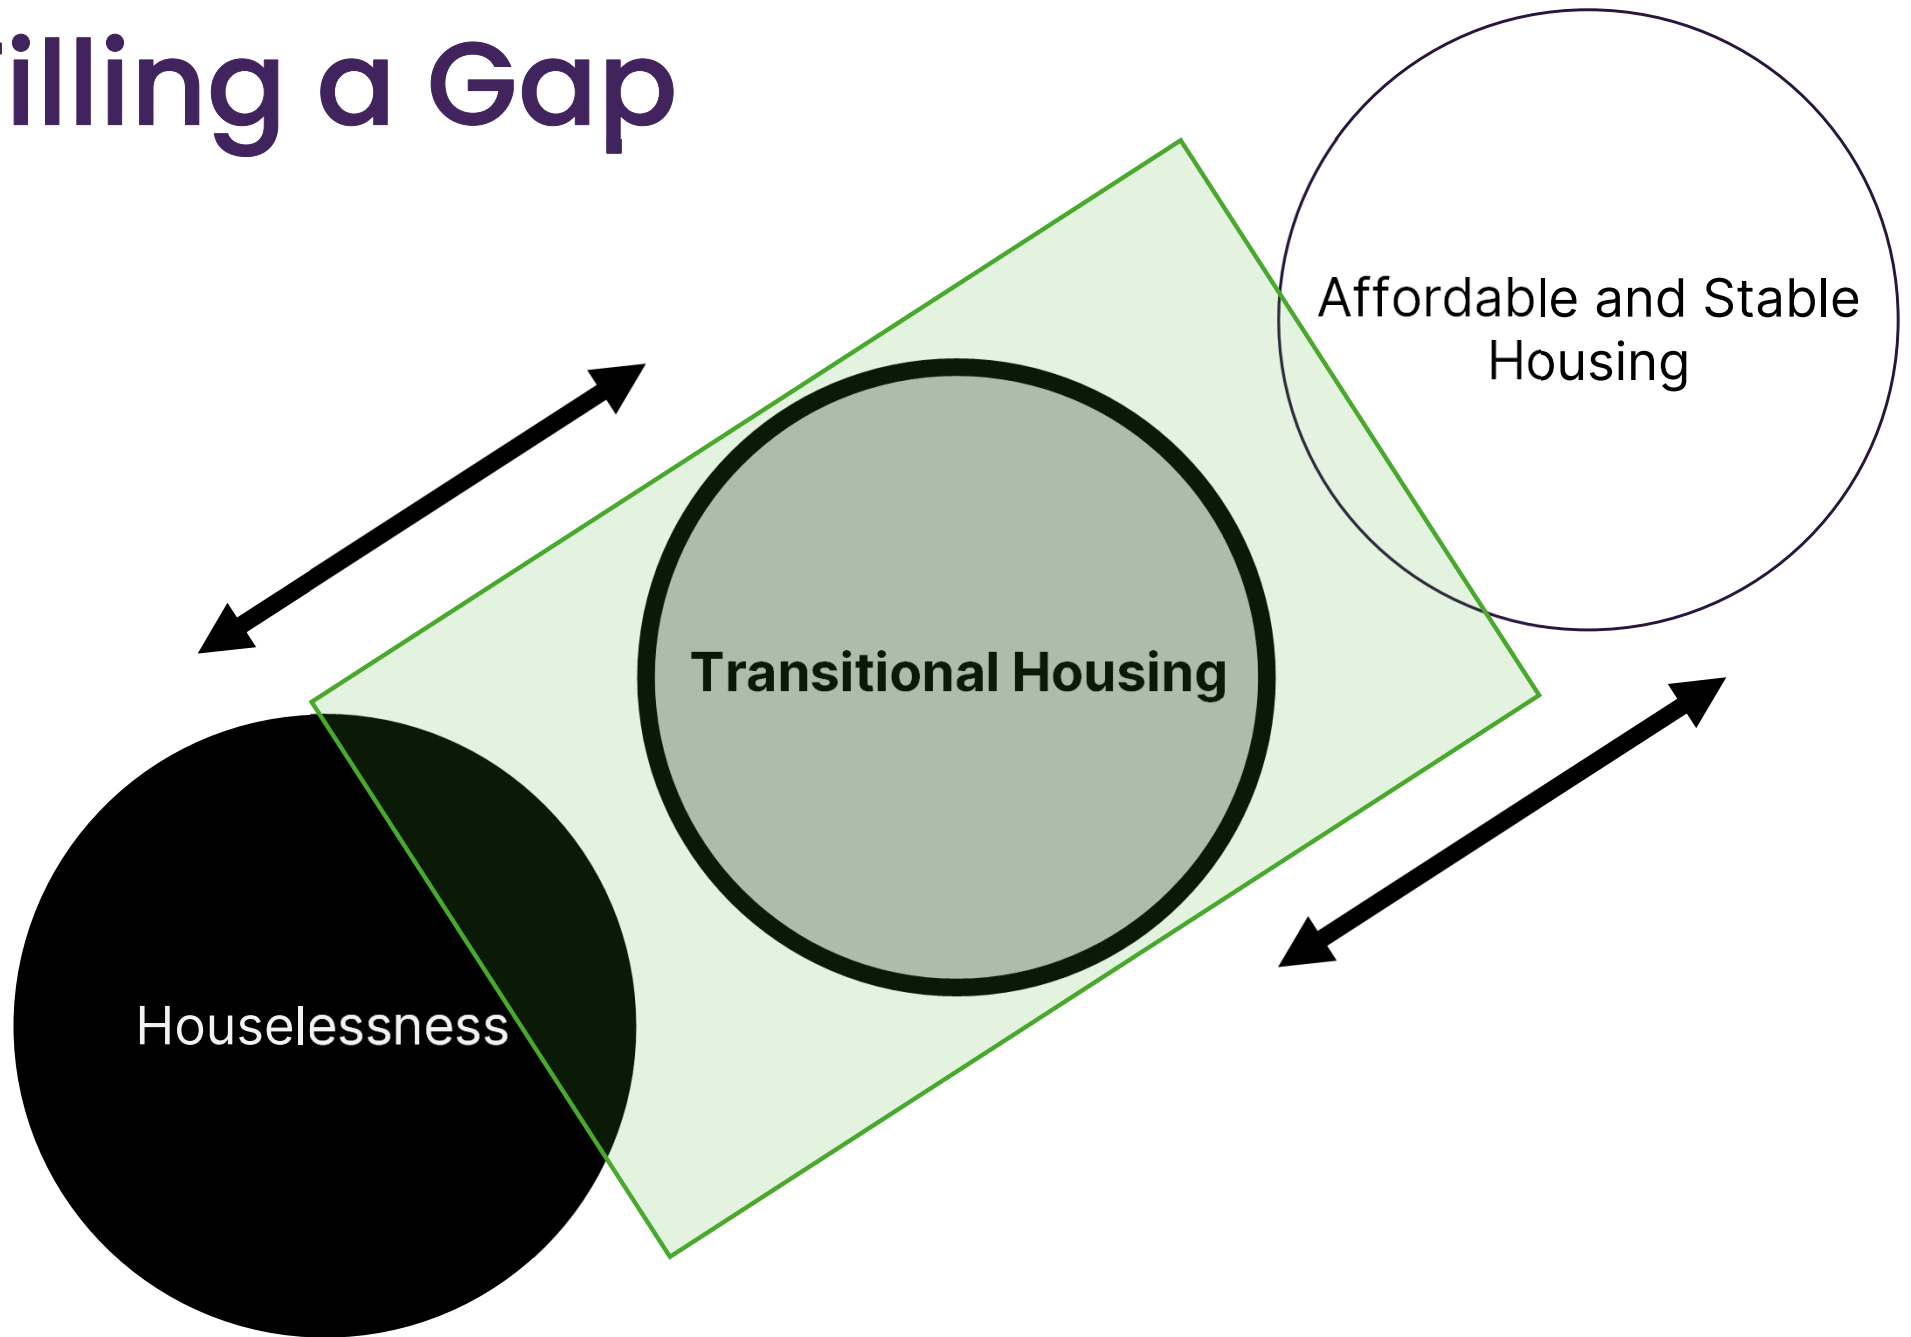 illing a Gap
Affordable and Stable
Housing
Transitional Housing
Houselessness